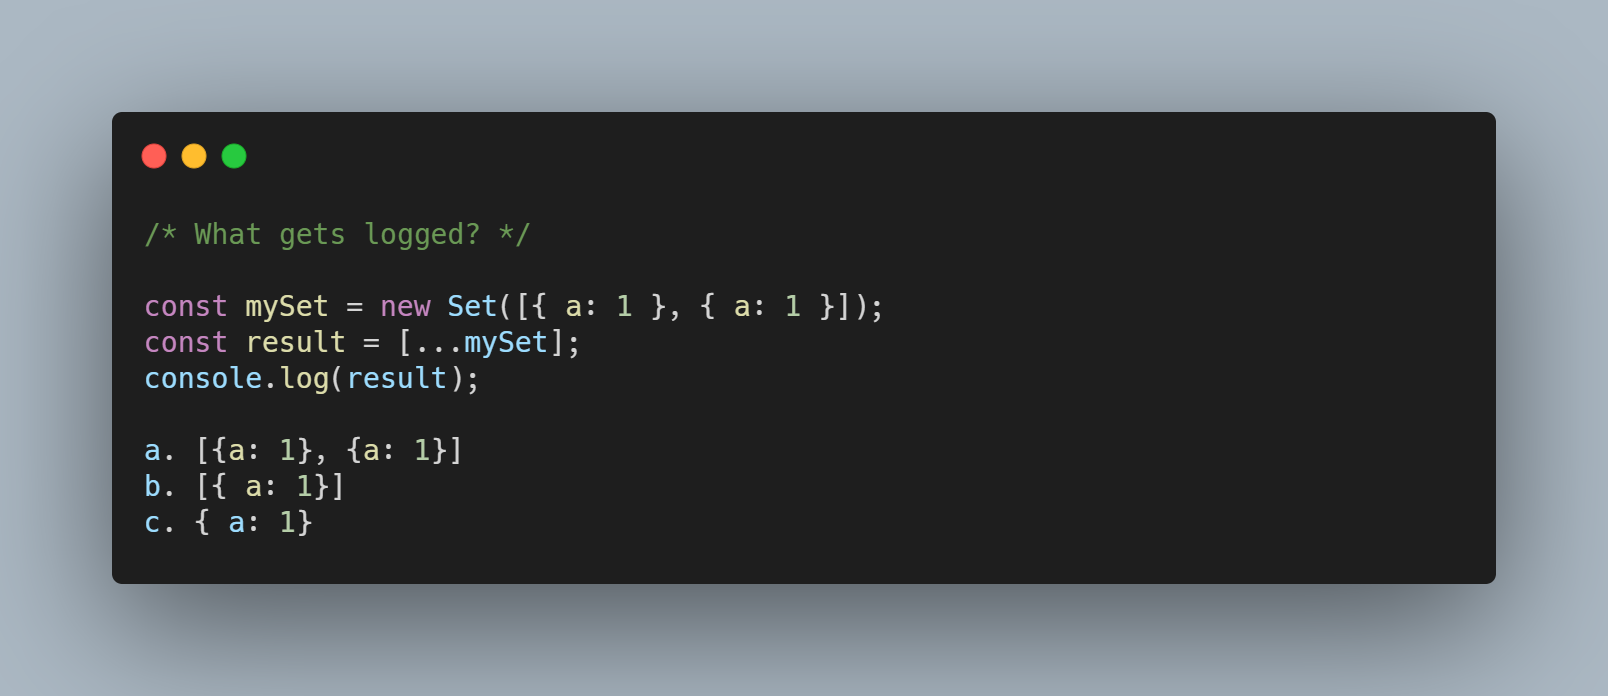 /* What gets logged? */
const mySet = new Set([{ a: 1 }, { a: 1 }]);
const result = [...mySet];
console.log(result);
a. [{a: 1}, {a: 1}]
b. [{ a: 1}]
c. { a: 1}